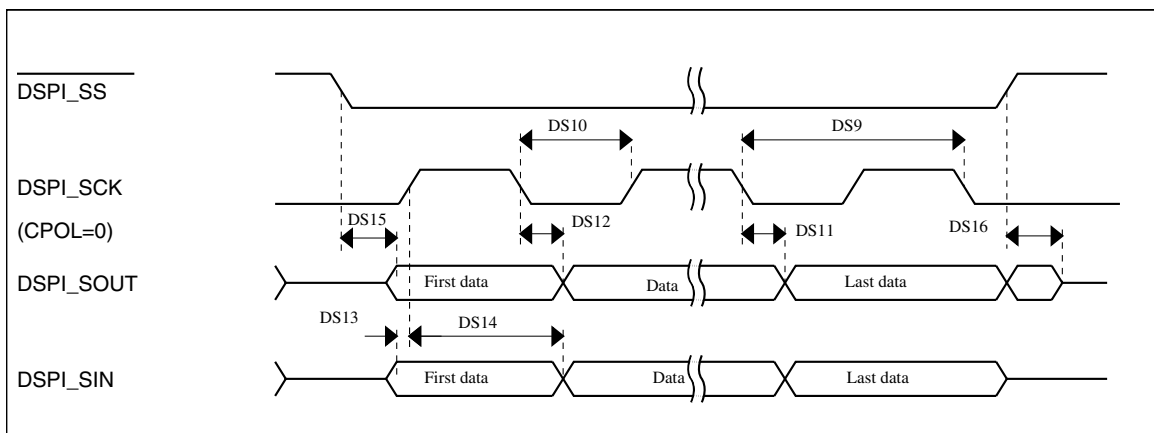 DSPI_SS
DS10
DS9
DSPI_SCK
(CPOL=0)
DS15
DS12
DS11
DS16
DSPI_SOUT
First data
Data
Last data
DS13
DS14
DSPI_SIN
First data
Data
Last data